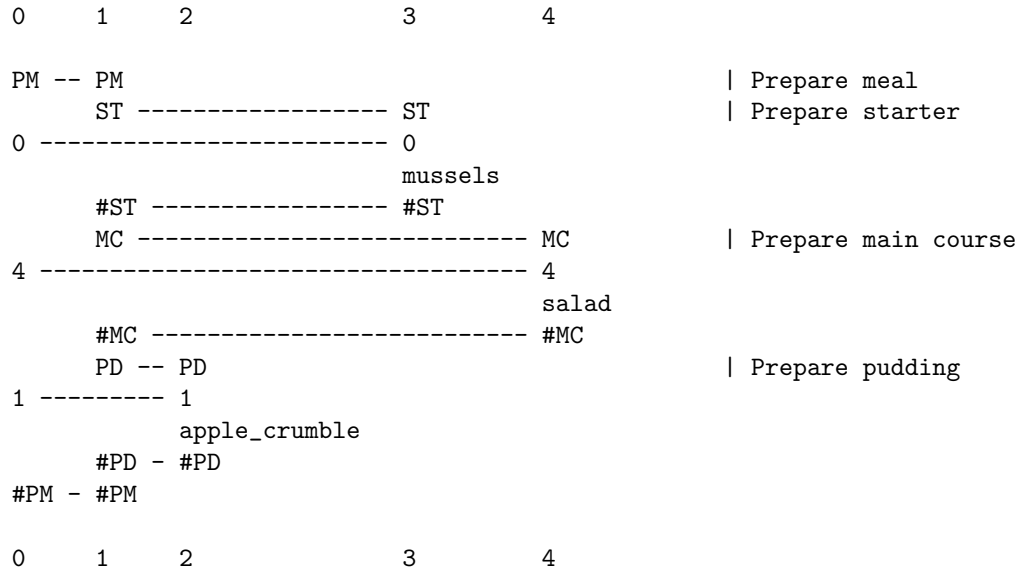 0     1     2               3         4
PM -- PM                                           | Prepare meal
      ST ------------------ ST                     | Prepare starter
0 ------------------------- 0
                            mussels
      #ST ----------------- #ST
      MC ---------------------------- MC           | Prepare main course
4 ----------------------------------- 4
                                      salad
      #MC --------------------------- #MC
      PD -- PD                                     | Prepare pudding
1 --------- 1
            apple_crumble
      #PD - #PD
#PM - #PM
0     1     2               3         4